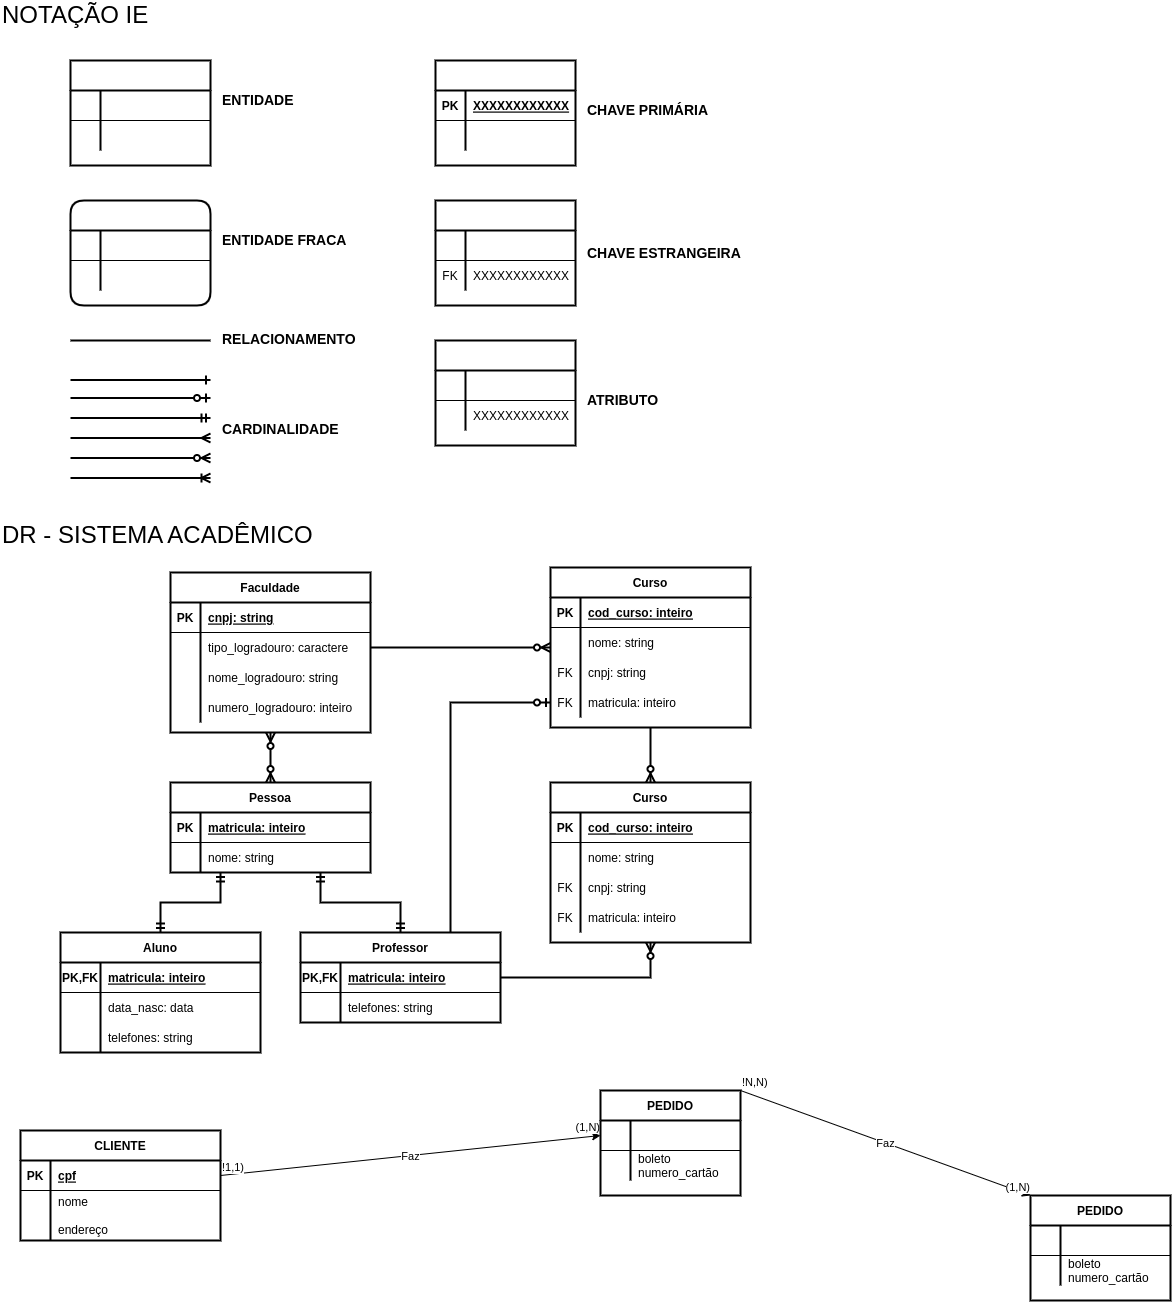 NOTAÇÃO IE
ENTIDADE
PK XXXXXXXXXXXX
CHAVE PRIMÁRIA
ENTIDADE FRACA
CHAVE ESTRANGEIRA
FK XXXXXXXXXXXX
RELACIONAMENTO
ATRIBUTO
XXXXXXXXXXXX
CARDINALIDADE
DR - SISTEMA ACADÊMICO
Faculdade
PK cnpj: string
tipo_logradouro: caractere
nome_logradouro: string
numero_logradouro: inteiro
Curso
PK cod_curso: inteiro
nome: string
FK cnpj: string
FK matricula: inteiro
Pessoa
PK matricula: inteiro
nome: string
Curso
PK cod_curso: inteiro
nome: string
FK cnpj: string
FK matricula: inteiro
Aluno
PK,FK matricula: inteiro
data_nasc: data
telefones: string
Professor
PK,FK matricula: inteiro
telefones: string
CLIENTE
PK cpf
nome
endereço
!1,1)
Faz
(1,N)
PEDIDO
boleto
numero_cartão
!N,N)
Faz
(1,N)
PEDIDO
boleto
numero_cartão